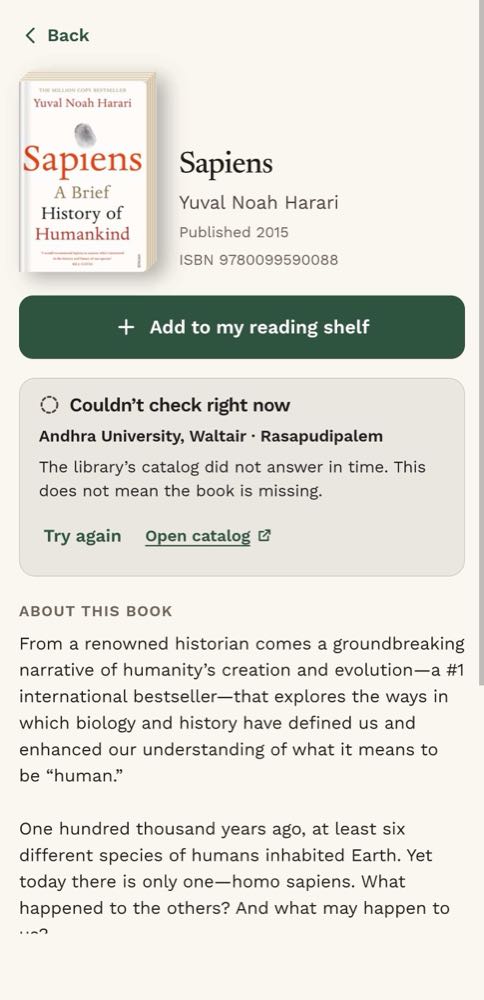 Back
THE MILLION COPY BESTSELLER
Yuval Noah Harari
Sapiens
A Brief
History of
Humankind
Sapiens
Yuval Noah Harari
Published 2015
ISBN 9780099590088
Add to my reading shelf
Couldn’t check right now
Andhra University, Waltair · Rasapudipalem
The library’s catalog did not answer in time. This
does not mean the book is missing.
Try again
Open catalog
ABOUT THIS BOOK
From a renowned historian comes a groundbreaking
narrative of humanity’s creation and evolution—a #1
international bestseller—that explores the ways in
which biology and history have defined us and
enhanced our understanding of what it means to
be “human.”
One hundred thousand years ago, at least six
different species of humans inhabited Earth. Yet
today there is only one—homo sapiens. What
happened to the others? And what may happen to
us?